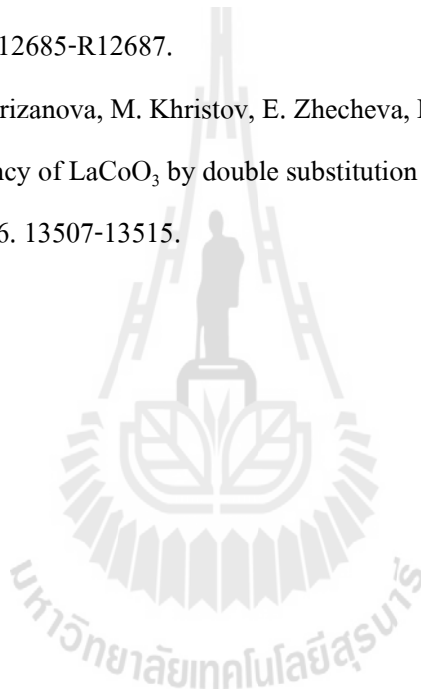 12685-R12687.
rizanova, M. Khristov, E. Zhecheva,
ncy of LaCoO₃ by double substitution
6. 13507-13515.
มหาวิทยาลัยเทคโนโลยีสุรนารี